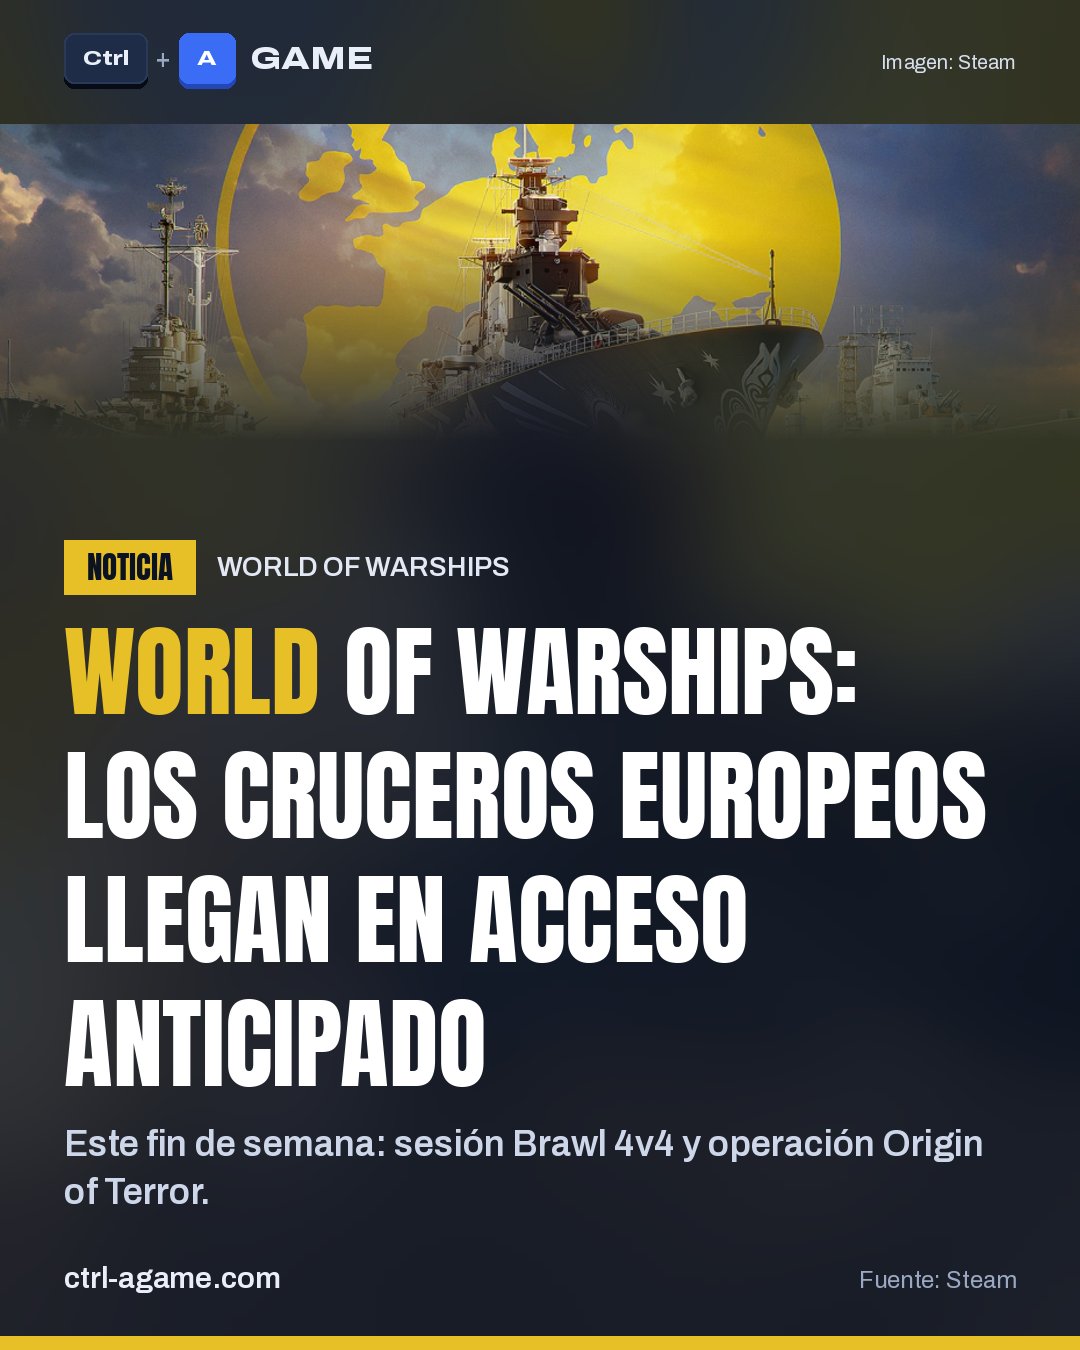 Ctrl + A GAME
Imagen: Steam
NOTICIA WORLD OF WARSHIPS
WORLD OF WARSHIPS:
LOS CRUCEROS EUROPEOS
LLEGAN EN ACCESO
ANTICIPADO
Este fin de semana: sesión Brawl 4v4 y operación Origin
of Terror.
ctrl-agame.com
Fuente: Steam